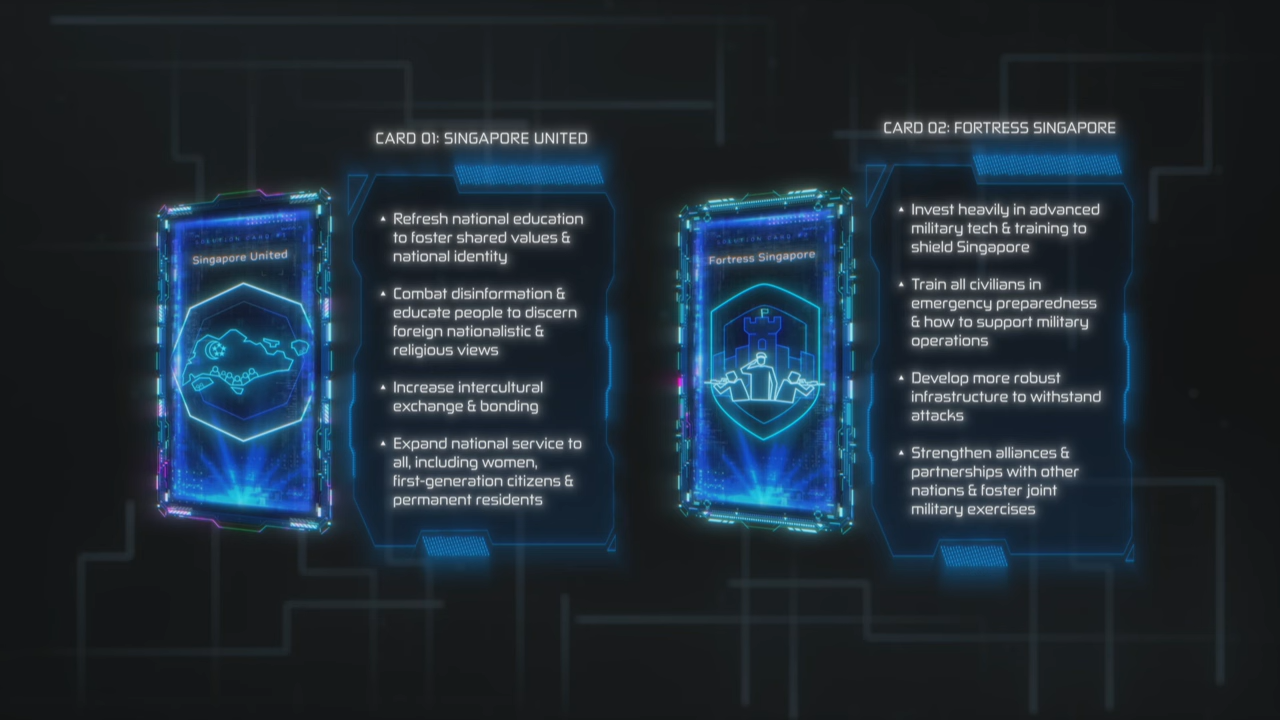 CARD 01: SINGAPORE UNITED
Singapore United
▲ Refresh national education
to foster shared values &
national identity
▲ Combat disinformation &
educate people to discern
foreign nationalistic &
religious views
▲ Increase intercultural
exchange & bonding
▲ Expand national service to
all, including women,
first-generation citizens &
permanent residents
CARD 02: FORTRESS SINGAPORE
Fortress Singapore
▲ Invest heavily in advanced
military tech & training to
shield Singapore
▲ Train all civilians in
emergency preparedness
& how to support military
operations
▲ Develop more robust
infrastructure to withstand
attacks
▲ Strengthen alliances &
partnerships with other
nations & foster joint
military exercises